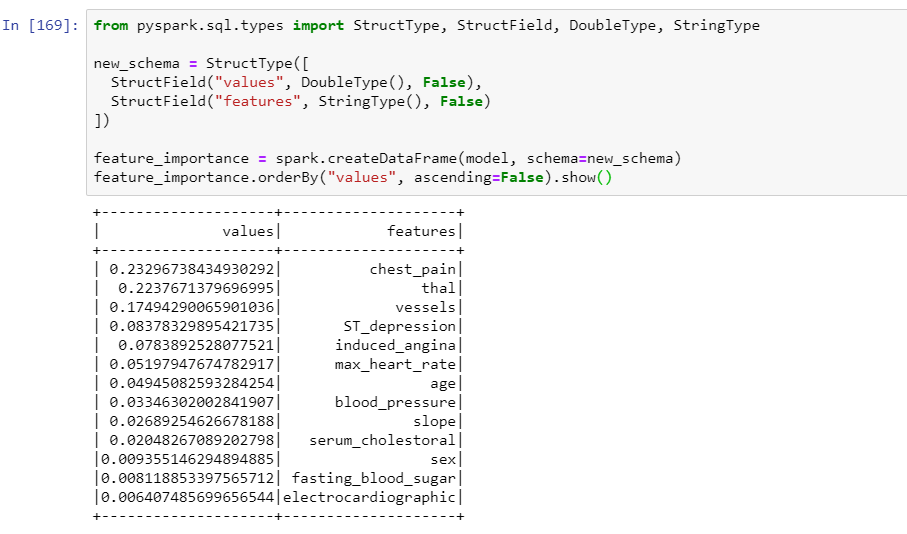 In [169]: from pyspark.sql.types import StructType, StructField, DoubleType, StringType

new_schema = StructType([
  StructField("values", DoubleType(), False),
  StructField("features", StringType(), False)
])

feature_importance = spark.createDataFrame(model, schema=new_schema)
feature_importance.orderBy("values", ascending=False).show()

+--------------------+--------------------+
|              values|            features|
+--------------------+--------------------+
| 0.23296738434930292|          chest_pain|
|  0.2237671379696995|                thal|
| 0.17494290065901036|             vessels|
| 0.08378329895421735|       ST_depression|
|  0.0783892528077521|      induced_angina|
| 0.05197947674782917|      max_heart_rate|
| 0.04945082593284254|                 age|
| 0.03346302002841907|      blood_pressure|
| 0.02689254626678188|               slope|
| 0.02048267089202798|   serum_cholestoral|
|0.009355146294894885|                 sex|
|0.008118853397565712| fasting_blood_sugar|
|0.006407485699656544|electrocardiographic|
+--------------------+--------------------+